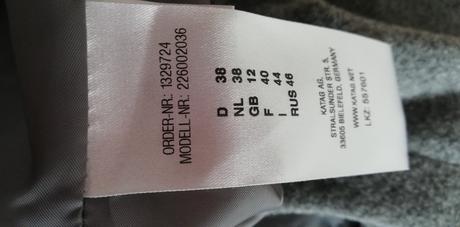 ORDER-NR.: 1329724
MODELL-NR.: 226002036
D 38
NL 38
GB 12
F 40
I 44
RUS 46
KATAG AG,
STRALSUNDER STR. 5,
33605 BIELEFELD, GERMANY
WWW.KATAG.NET
LKZ: 557601